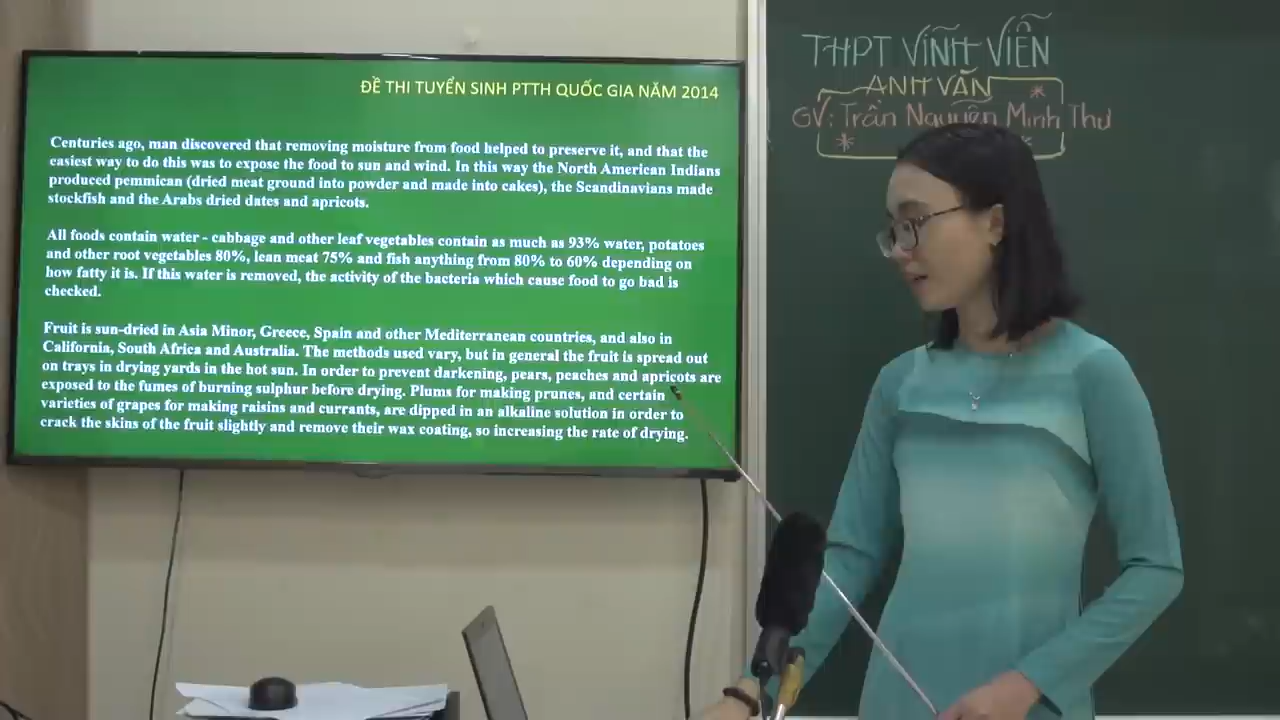 ĐỀ THI TUYỂN SINH PTTH QUỐC GIA NĂM 2014
Centuries ago, man discovered that removing moisture from food helped to preserve it, and that the
easiest way to do this was to expose the food to sun and wind. In this way the North American Indians
produced pemmican (dried meat ground into powder and made into cakes), the Scandinavians made
stockfish and the Arabs dried dates and apricots.
All foods contain water - cabbage and other leaf vegetables contain as much as 93% water, potatoes
and other root vegetables 80%, lean meat 75% and fish anything from 80% to 60% depending on
how fatty it is. If this water is removed, the activity of the bacteria which cause food to go bad is
checked.
Fruit is sun-dried in Asia Minor, Greece, Spain and other Mediterranean countries, and also in
California, South Africa and Australia. The methods used vary, but in general the fruit is spread out
on trays in drying yards in the hot sun. In order to prevent darkening, pears, peaches and apricots are
exposed to the fumes of burning sulphur before drying. Plums for making prunes, and certain
varieties of grapes for making raisins and currants, are dipped in an alkaline solution in order to
crack the skins of the fruit slightly and remove their wax coating, so increasing the rate of drying.
THPT VĨNH VIỄN
ANH VĂN
GV: Trần Nguyễn Minh Thư